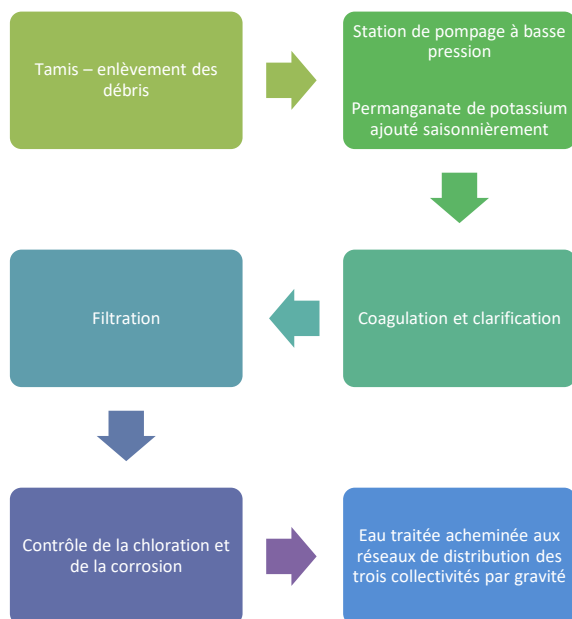 Tamis – enlèvement des
débris
Station de pompage à basse
pression
Permanganate de potassium
ajouté saisonnièrement
Coagulation et clarification
Filtration
Contrôle de la chloration et
de la corrosion
Eau traitée acheminée aux
réseaux de distribution des
trois collectivités par gravité